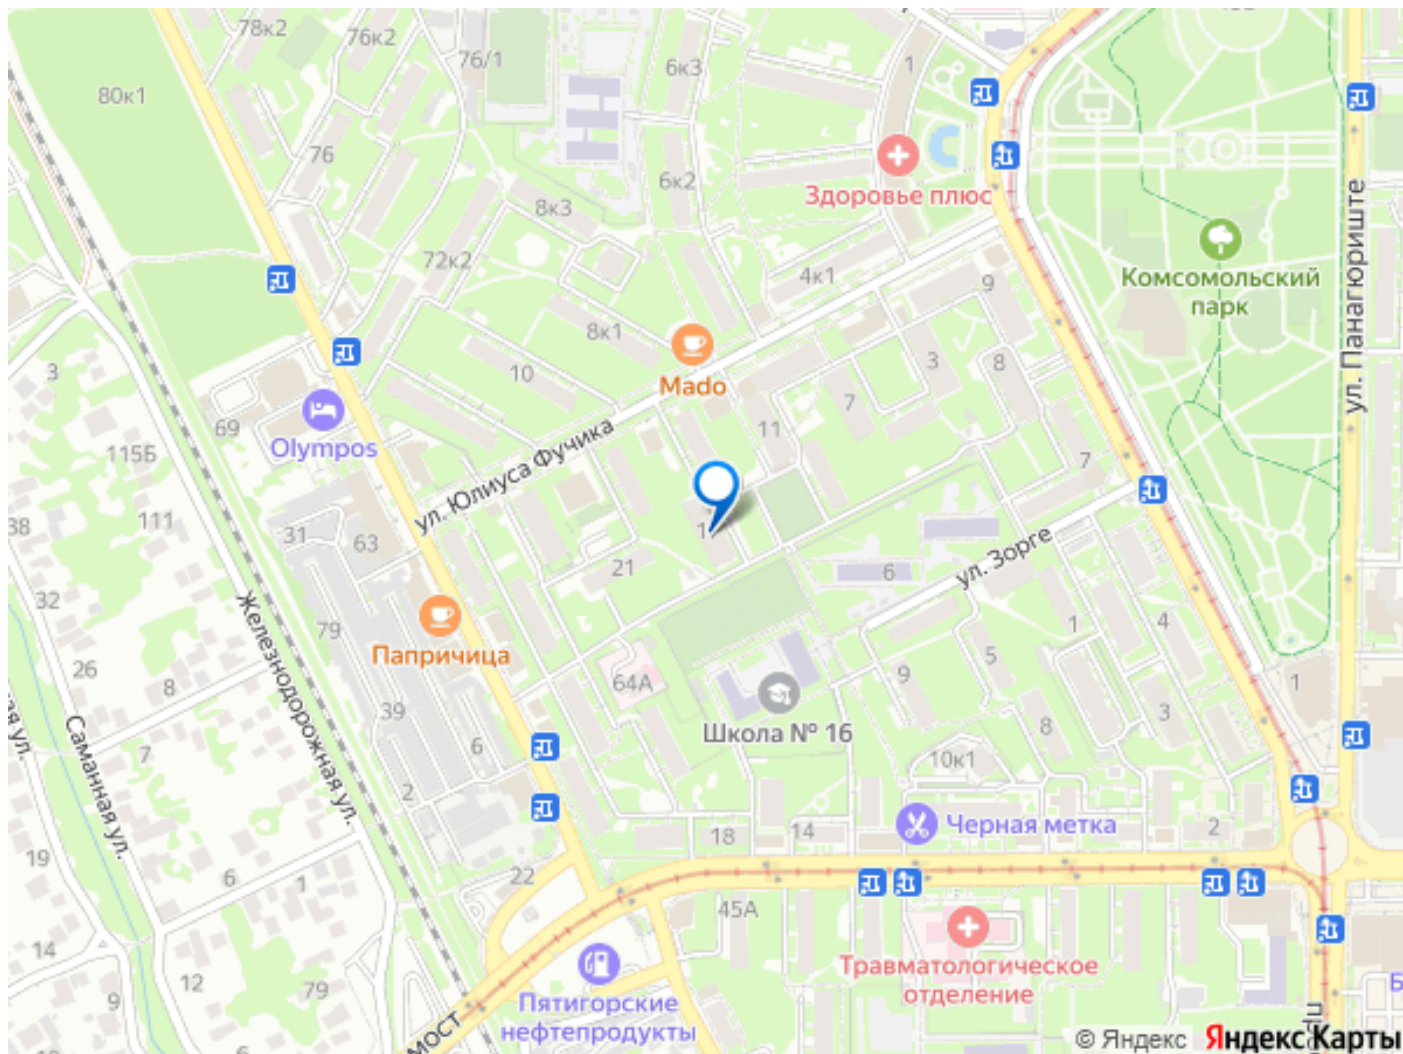 78к2
76к2
76/1
6к3
1
80к1
76
6к2
Здоровье плюс
8к3
72к2
4к1
9
Комсомольский
парк
ул. Панагюриште
8к1
10
Mado
3
8
7
3
69
Olympos
11
115Б
7
ул. Юлиуса Фучика
38
111
31
63
1
21
6
ул. Зорге
32
79
Железнодорожная ул.
Папричица
1
4
26
8
64А
9
5
Саманная ул.
ная ул.
39
Школа № 16
8
3
1
7
6
10к1
2
18
14
Черная метка
2
19
6
1
22
45А
14
12
79
9
Травматологическое
отделение
Пятигорские
нефтепродукты
мост
Б
© Яндекс Яндекс Карты